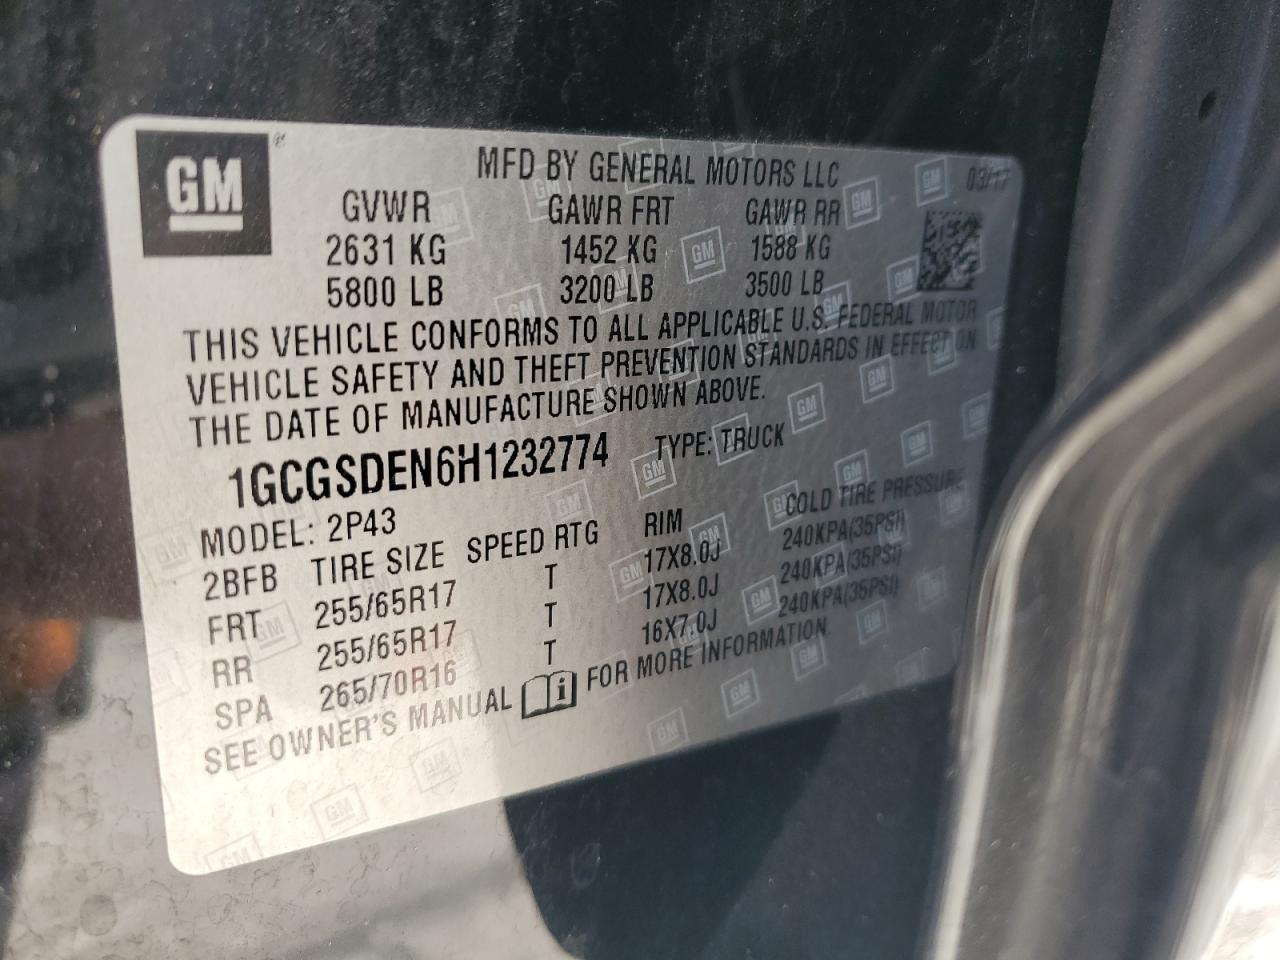 GM
MFD BY GENERAL MOTORS LLC 03/17
GVWR GAWR FRT GAWR RR
2631 KG 1452 KG 1588 KG
5800 LB 3200 LB 3500 LB
THIS VEHICLE CONFORMS TO ALL APPLICABLE U.S. FEDERAL MOTOR
VEHICLE SAFETY AND THEFT PREVENTION STANDARDS IN EFFECT ON
THE DATE OF MANUFACTURE SHOWN ABOVE.
1GCGSDEN6H1232774 TYPE: TRUCK
MODEL: 2P43
2BFB TIRE SIZE SPEED RTG RIM COLD TIRE PRESSURE
FRT 255/65R17 T 17X8.0J 240KPA(35PSI)
RR 255/65R17 T 17X8.0J 240KPA(35PSI)
SPA 265/70R16 T 16X7.0J 240KPA(35PSI)
SEE OWNER'S MANUAL FOR MORE INFORMATION.